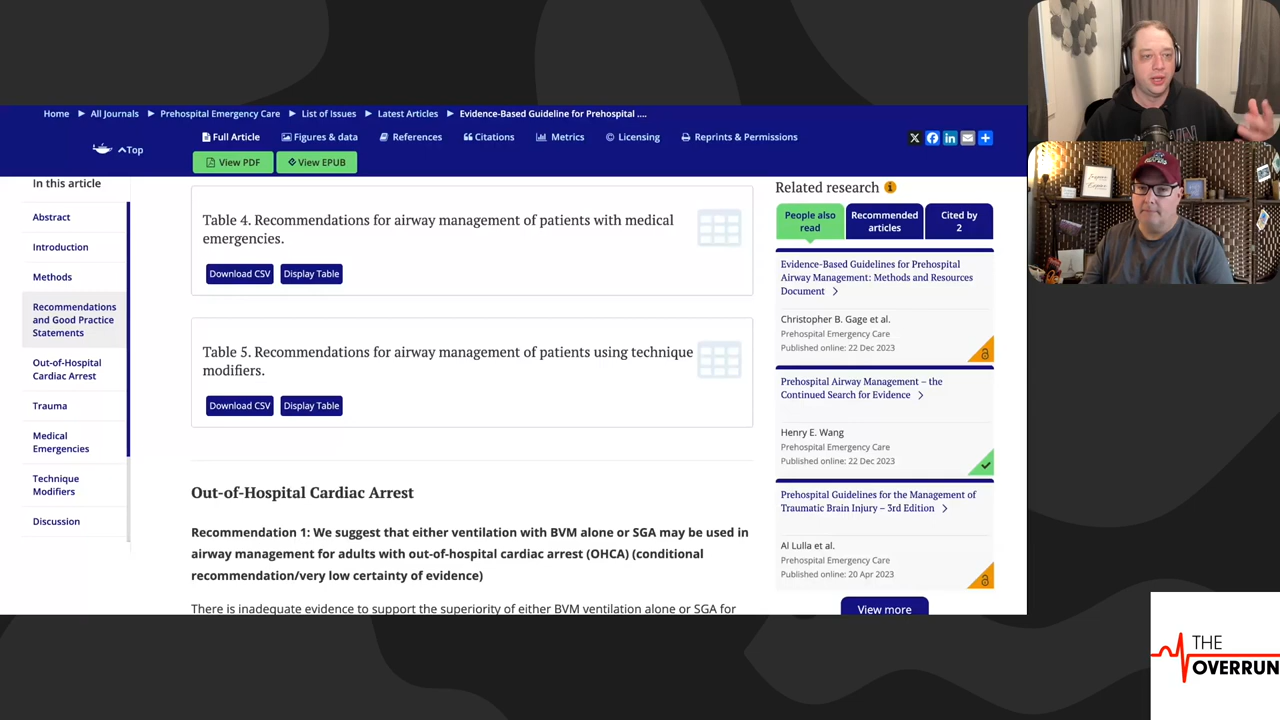 Home ▶ All Journals ▶ Prehospital Emergency Care ▶ List of Issues ▶ Latest Articles ▶ Evidence-Based Guideline for Prehospital ....
Full Article Figures & data References Citations Metrics Licensing Reprints & Permissions
Top
View PDF View EPUB
In this article
Abstract
Introduction
Methods
Recommendations
and Good Practice
Statements
Out-of-Hospital
Cardiac Arrest
Trauma
Medical
Emergencies
Technique
Modifiers
Discussion
Table 4. Recommendations for airway management of patients with medical
emergencies.
Download CSV Display Table
Table 5. Recommendations for airway management of patients using technique
modifiers.
Download CSV Display Table
Out-of-Hospital Cardiac Arrest
Recommendation 1: We suggest that either ventilation with BVM alone or SGA may be used in
airway management for adults with out-of-hospital cardiac arrest (OHCA) (conditional
recommendation/very low certainty of evidence)
There is inadequate evidence to support the superiority of either BVM ventilation alone or SGA for
Related research
People also
read
Recommended
articles
Cited by
2
Evidence-Based Guidelines for Prehospital
Airway Management: Methods and Resources
Document
Christopher B. Gage et al.
Prehospital Emergency Care
Published online: 22 Dec 2023
Prehospital Airway Management – the
Continued Search for Evidence
Henry E. Wang
Prehospital Emergency Care
Published online: 22 Dec 2023
Prehospital Guidelines for the Management of
Traumatic Brain Injury – 3rd Edition
Al Lulla et al.
Prehospital Emergency Care
Published online: 20 Apr 2023
View more
THE
OVERRUN